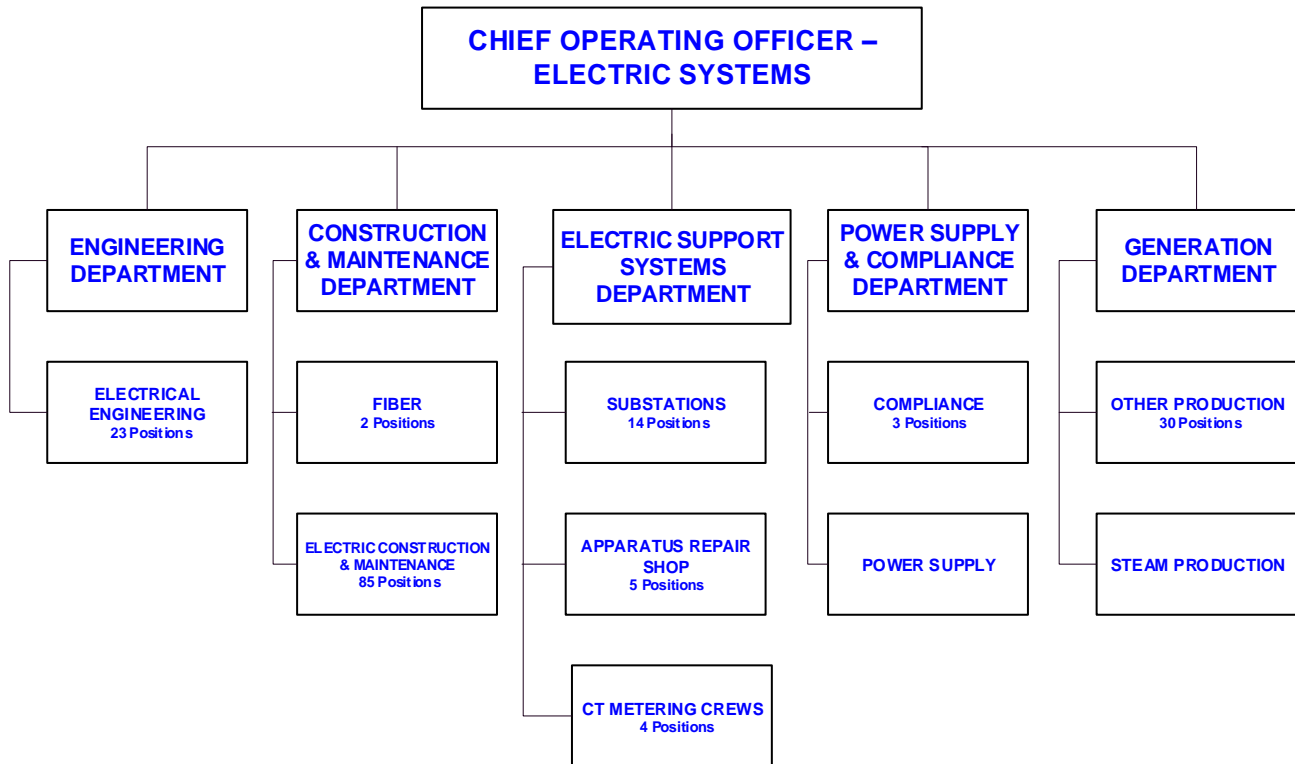 CHIEF OPERATING OFFICER –
ELECTRIC SYSTEMS
ENGINEERING
DEPARTMENT
CONSTRUCTION
& MAINTENANCE
DEPARTMENT
ELECTRIC SUPPORT
SYSTEMS
DEPARTMENT
POWER SUPPLY
& COMPLIANCE
DEPARTMENT
GENERATION
DEPARTMENT
ELECTRICAL
ENGINEERING
23 Positions
FIBER
2 Positions
SUBSTATIONS
14 Positions
COMPLIANCE
3 Positions
OTHER PRODUCTION
30 Positions
ELECTRIC CONSTRUCTION
& MAINTENANCE
85 Positions
APPARATUS REPAIR
SHOP
5 Positions
POWER SUPPLY
STEAM PRODUCTION
CT METERING CREWS
4 Positions